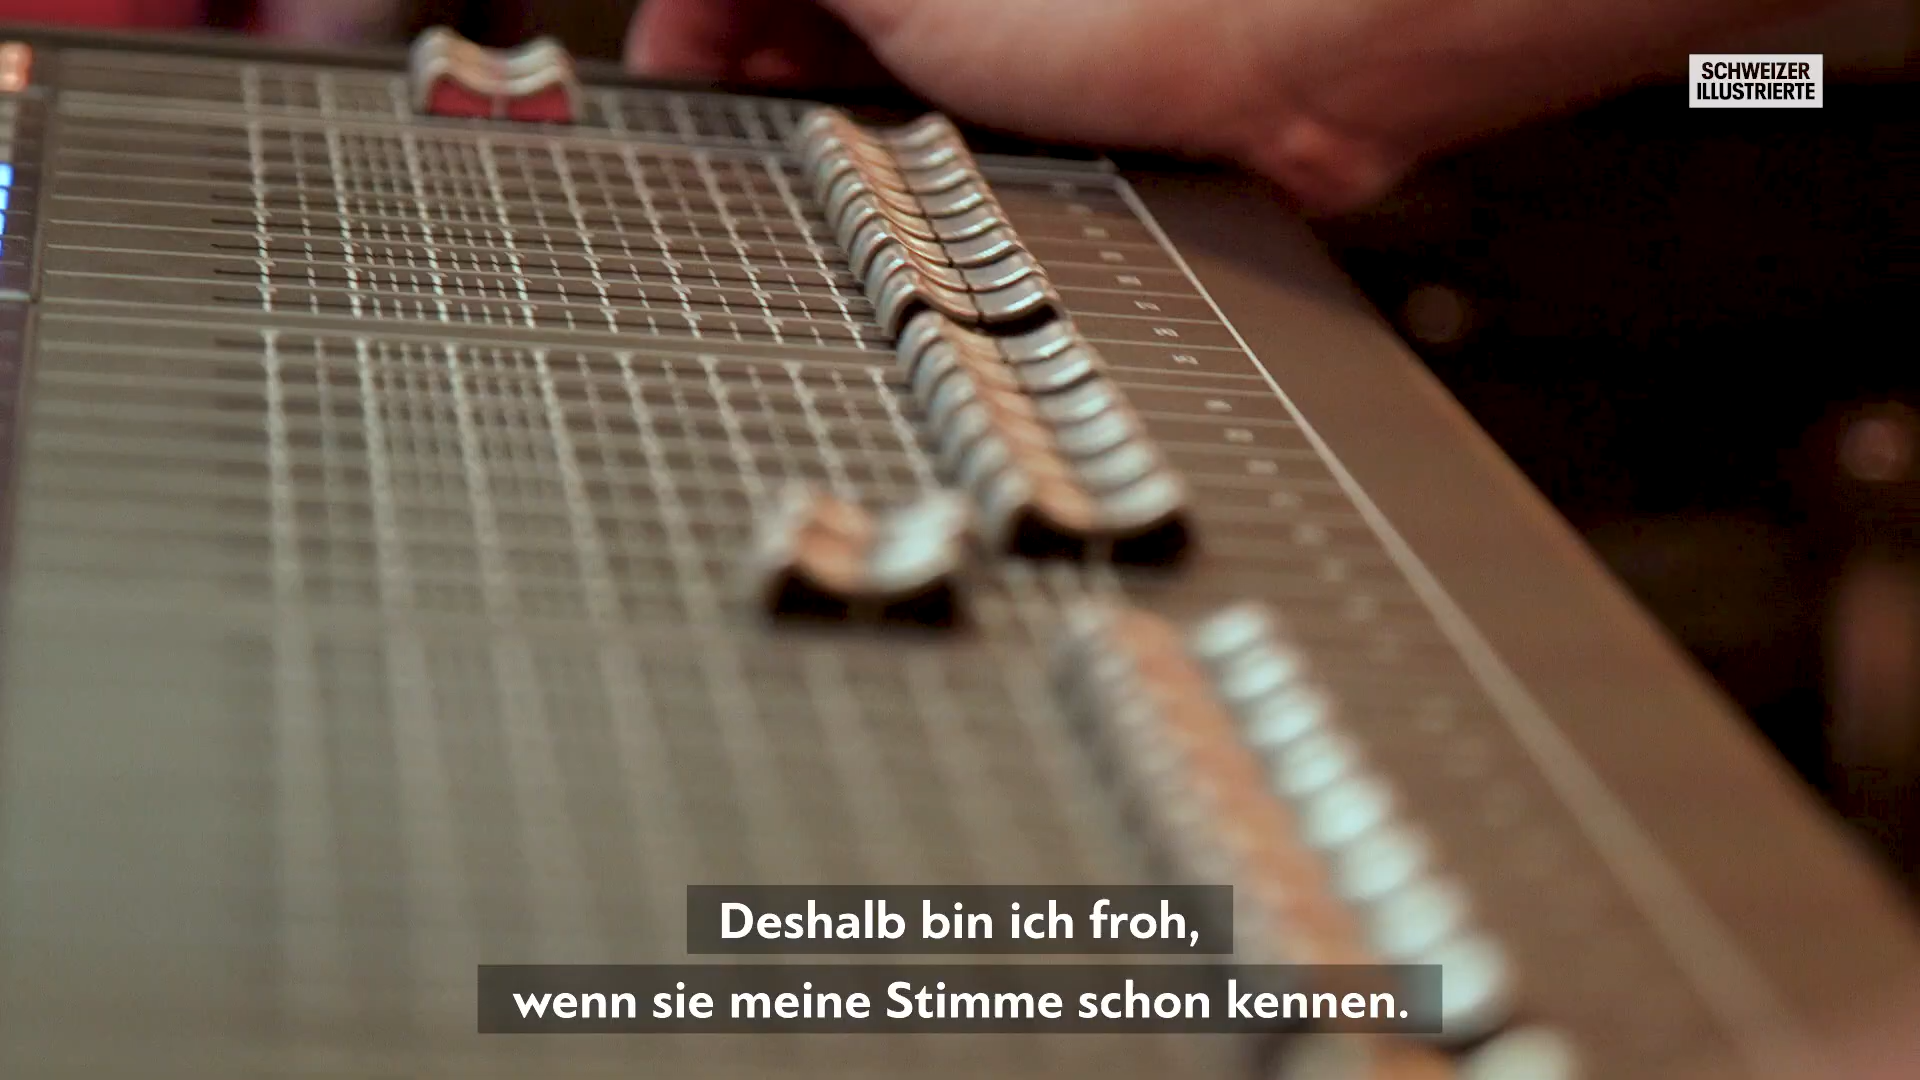 SCHWEIZER
ILLUSTRIERTE
Deshalb bin ich froh,
wenn sie meine Stimme schon kennen.